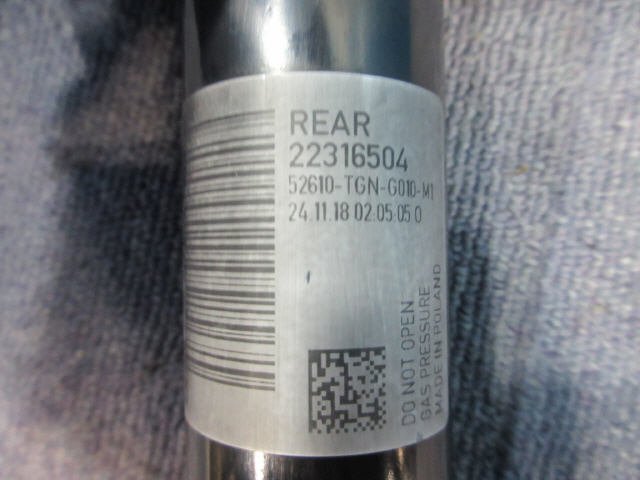 REAR
22316504
52610-TGN-G010-M1
24.11.18 02:05:05 0
DO NOT OPEN
GAS PRESSURE
MADE IN POLAND